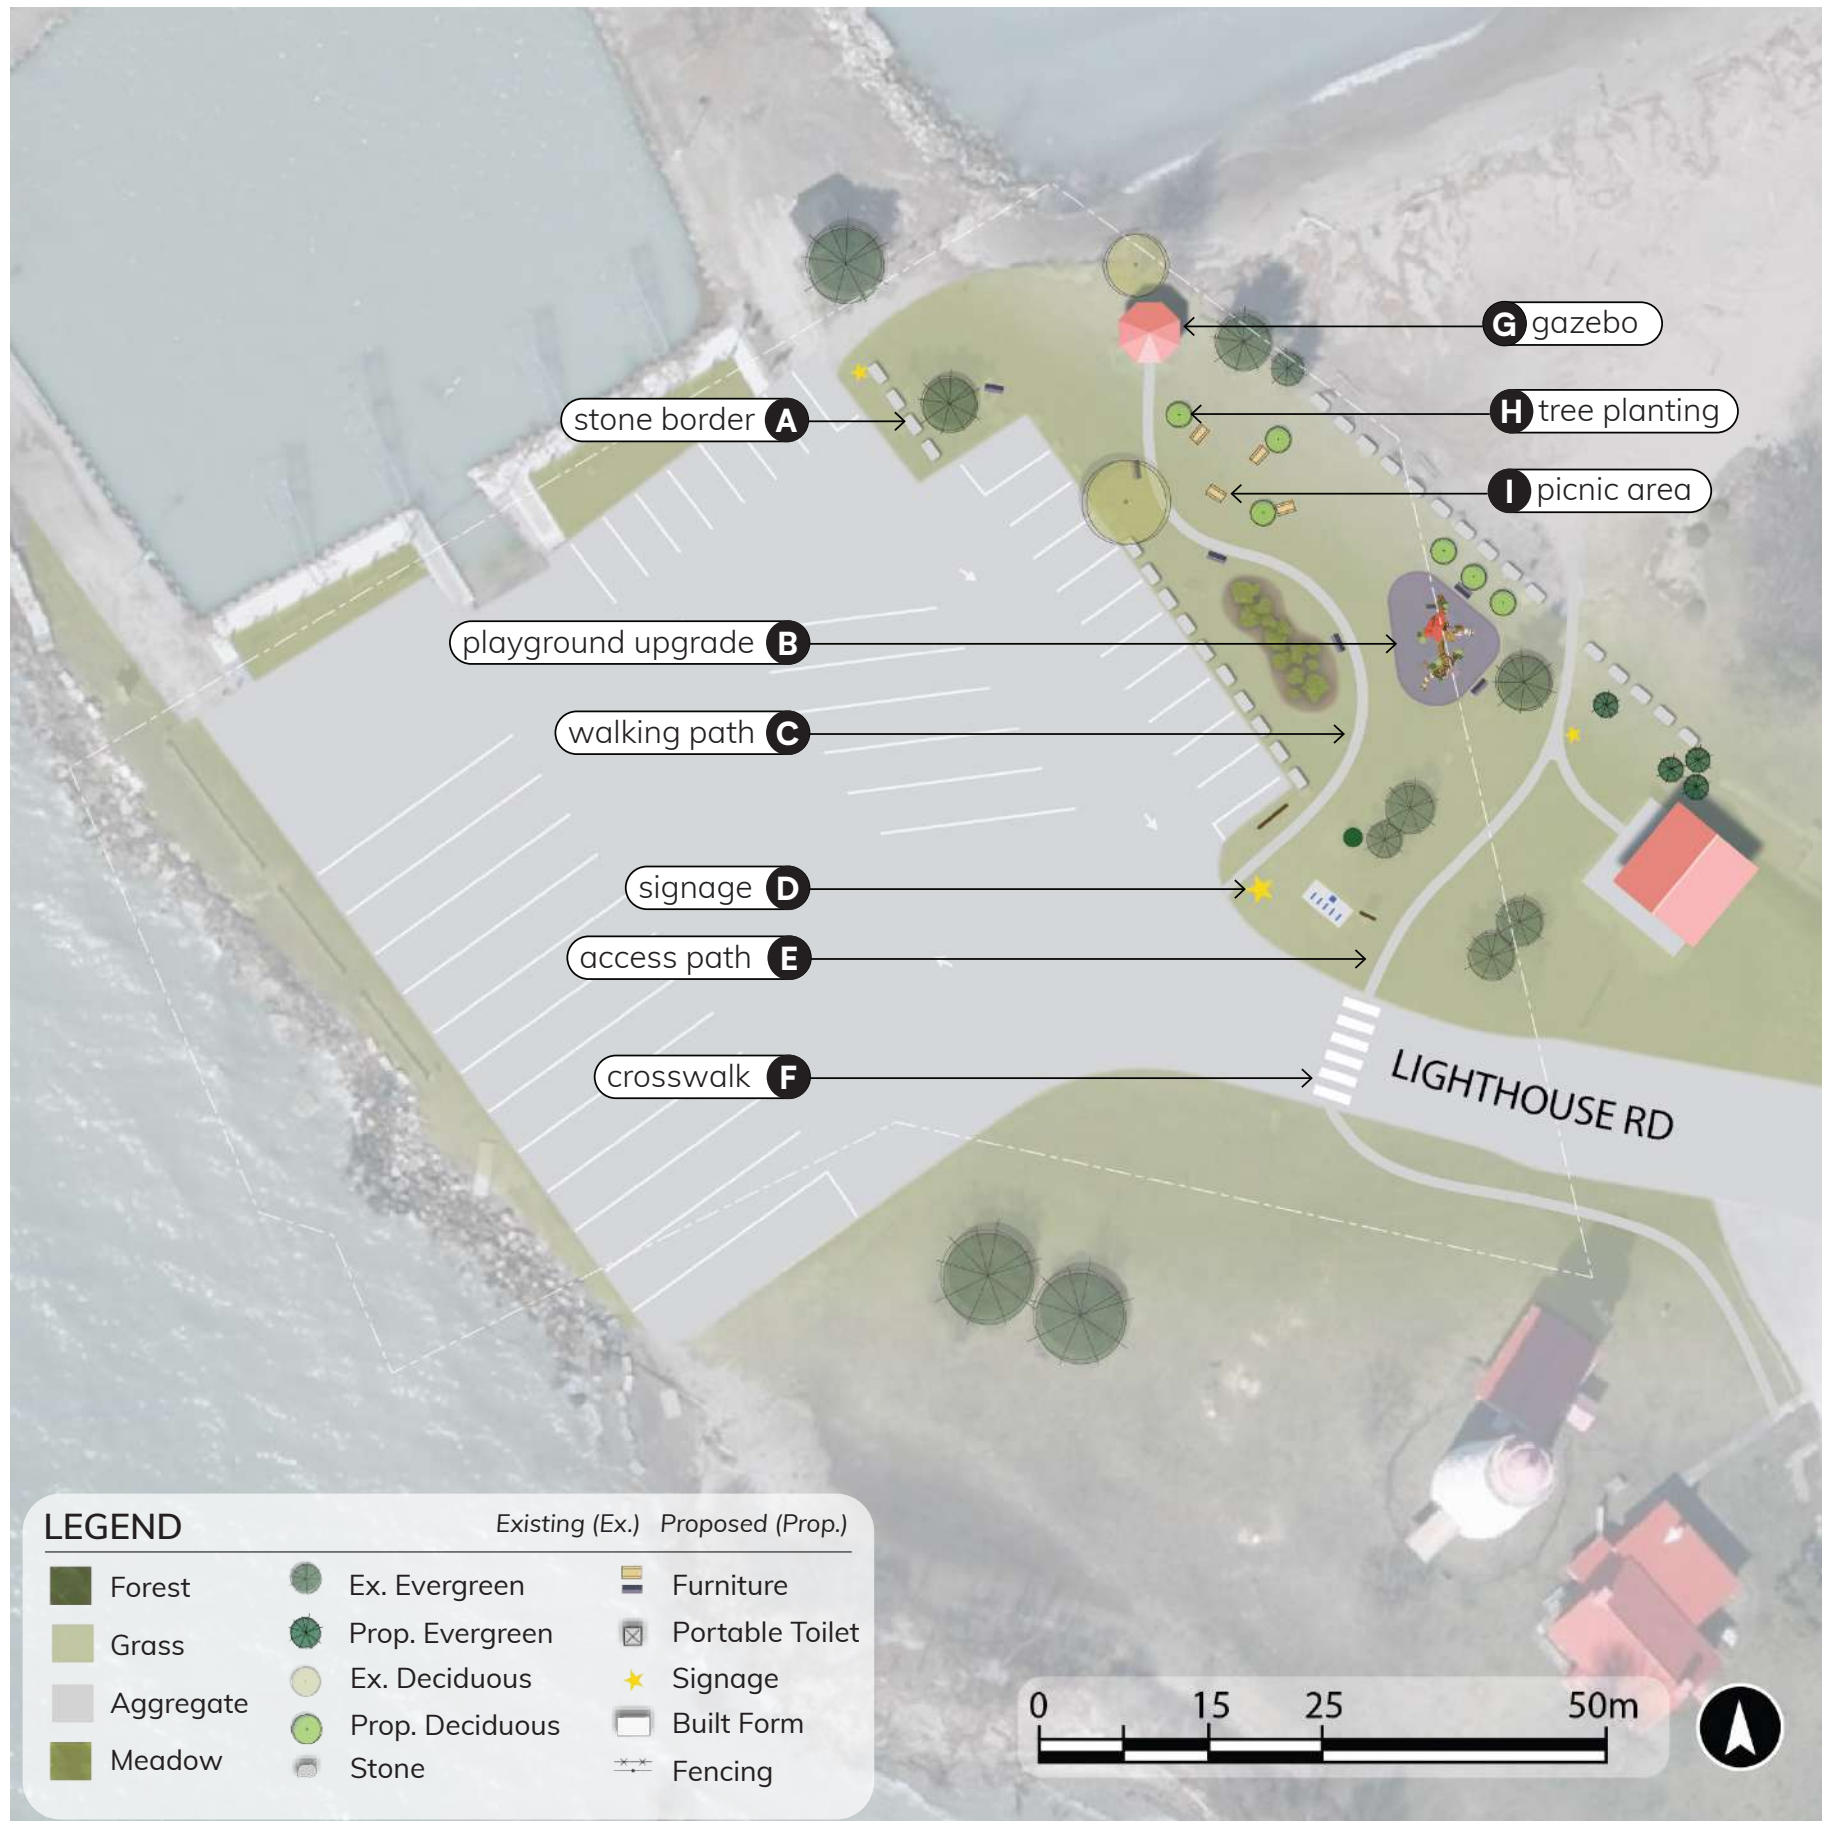 G gazebo
H tree planting
stone border A
I picnic area
playground upgrade B
walking path C
signage D
access path E
crosswalk F
LIGHTHOUSE RD
LEGEND
Existing (Ex.) Proposed (Prop.)
Forest
Grass
Aggregate
Meadow
Ex. Evergreen
Prop. Evergreen
Ex. Deciduous
Prop. Deciduous
Stone
Furniture
Portable Toilet
Signage
Built Form
Fencing
0 15 25 50m